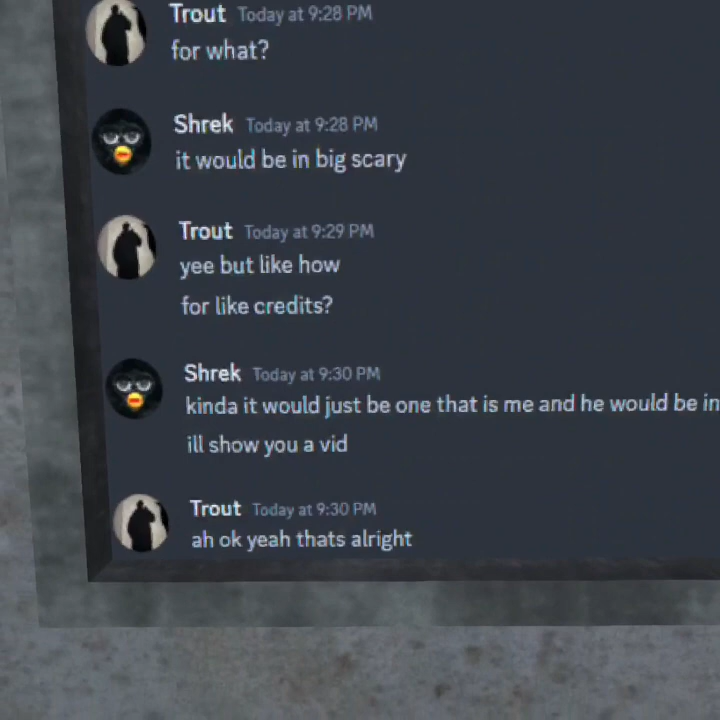 Trout Today at 9:28 PM
for what?
Shrek Today at 9:28 PM
it would be in big scary
Trout Today at 9:29 PM
yee but like how
for like credits?
Shrek Today at 9:30 PM
kinda it would just be one that is me and he would be in
ill show you a vid
Trout Today at 9:30 PM
ah ok yeah thats alright